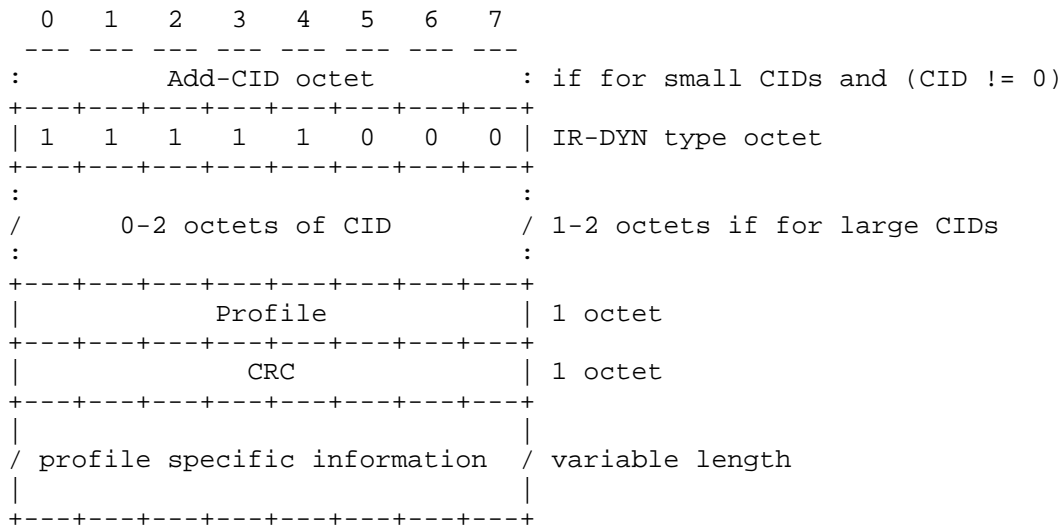 0   1   2   3   4   5   6   7
 --- --- --- --- --- --- --- ---
:         Add-CID octet         : if for small CIDs and (CID != 0)
+---+---+---+---+---+---+---+---+
| 1   1   1   1   1   0   0   0 | IR-DYN type octet
+---+---+---+---+---+---+---+---+
:                               :
/      0-2 octets of CID        / 1-2 octets if for large CIDs
:                               :
+---+---+---+---+---+---+---+---+
|            Profile            | 1 octet
+---+---+---+---+---+---+---+---+
|              CRC              | 1 octet
+---+---+---+---+---+---+---+---+
|                               |
/ profile specific information  / variable length
|                               |
+---+---+---+---+---+---+---+---+